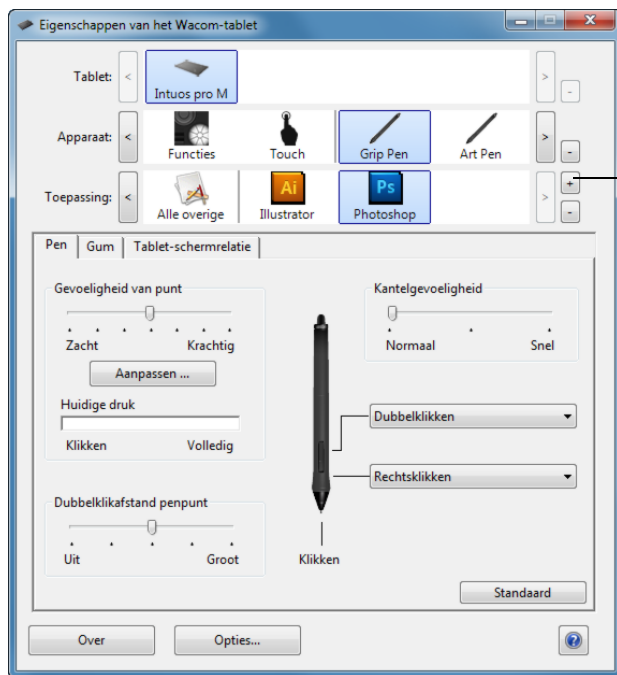 Eigenschappen van het Wacom-tablet
Tablet:
<
Intuos pro M
>
-
Apparaat:
<
Functies
Touch
Grip Pen
Art Pen
>
-
Toepassing:
<
Alle overige
Ai
Illustrator
Ps
Photoshop
>
+
-
Pen
Gum
Tablet-schermrelatie
Gevoeligheid van punt
Zacht
Krachtig
Aanpassen ...
Huidige druk
Klikken
Volledig
Dubbelklikafstand penpunt
Uit
Groot
Kantelgevoeligheid
Normaal
Snel
Dubbelklikken
Rechtsklikken
Klikken
Standaard
Over
Opties...
?